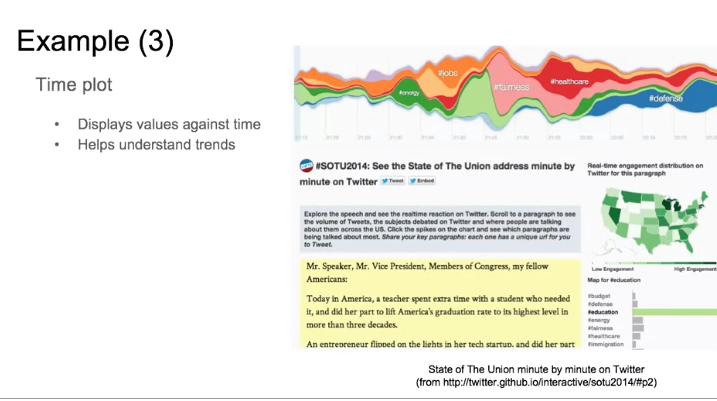 Example (3)
Time plot
• Displays values against time
• Helps understand trends
#jobs
#energy
#fairness
#healthcare
#defense
#SOTU2014: See the State of The Union address minute by
minute on Twitter Tweet Embed
Explore the speech and see the realtime reaction on Twitter. Scroll to a paragraph to see
the volume of Tweets, the subjects debated on Twitter and where people are talking
about them across the US. Click the spikes on the chart and see which paragraphs are
being talked about most. Share your key paragraphs: each one has a unique url for you
to Tweet.
Mr. Speaker, Mr. Vice President, Members of Congress, my fellow
Americans:
Today in America, a teacher spent extra time with a student who needed
it, and did her part to lift America's graduation rate to its highest level in
more than three decades.
An entrepreneur flipped on the lights in her tech startup, and did her part
Real-time engagement distribution on
Twitter for this paragraph
Low Engagement High Engagement
Map for #education
#budget
#defense
#education
#energy
#fairness
#healthcare
#immigration
State of The Union minute by minute on Twitter
(from http://twitter.github.io/interactive/sotu2014/#p2)